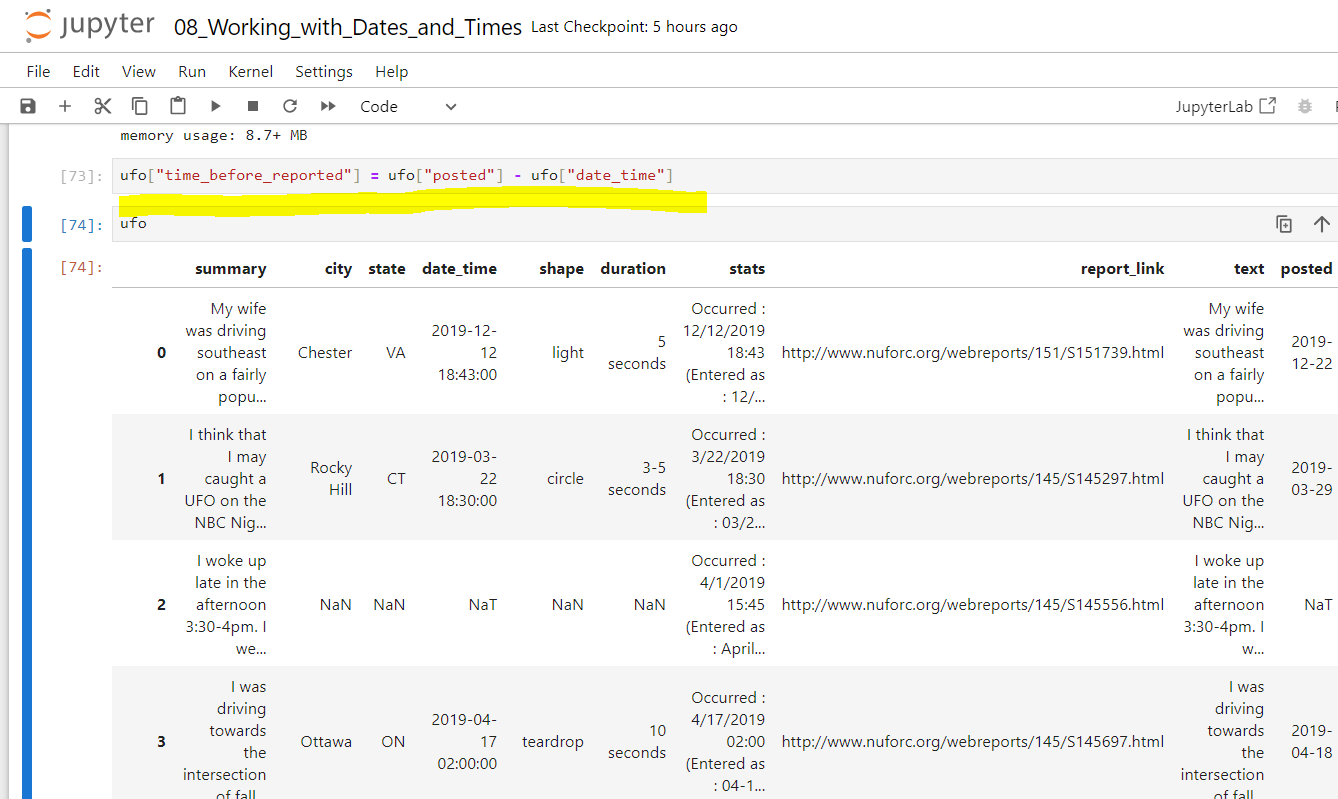 jupyter 08_Working_with_Dates_and_Times Last Checkpoint: 5 hours ago
File Edit View Run Kernel Settings Help
Code JupyterLab
memory usage: 8.7+ MB
[73]: ufo["time_before_reported"] = ufo["posted"] - ufo["date_time"]
[74]: ufo
[74]: summary city state date_time shape duration stats report_link text posted
0 My wife was driving southeast on a fairly popu... Chester VA 2019-12-12 18:43:00 light 5 seconds Occurred : 12/12/2019 18:43 (Entered as : 12/... http://www.nuforc.org/webreports/151/S151739.html My wife was driving southeast on a fairly popu... 2019-12-22
1 I think that I may caught a UFO on the NBC Nig... Rocky Hill CT 2019-03-22 18:30:00 circle 3-5 seconds Occurred : 3/22/2019 18:30 (Entered as : 03/2... http://www.nuforc.org/webreports/145/S145297.html I think that I may caught a UFO on the NBC Nig... 2019-03-29
2 I woke up late in the afternoon 3:30-4pm. I we... NaN NaN NaT NaN NaN Occurred : 4/1/2019 15:45 (Entered as : April... http://www.nuforc.org/webreports/145/S145556.html I woke up late in the afternoon 3:30-4pm. I w... NaT
3 I was driving towards the intersection of fall Ottawa ON 2019-04-17 02:00:00 teardrop 10 seconds Occurred : 4/17/2019 02:00 (Entered as : 04-1... http://www.nuforc.org/webreports/145/S145697.html I was driving towards the intersection of fall 2019-04-18